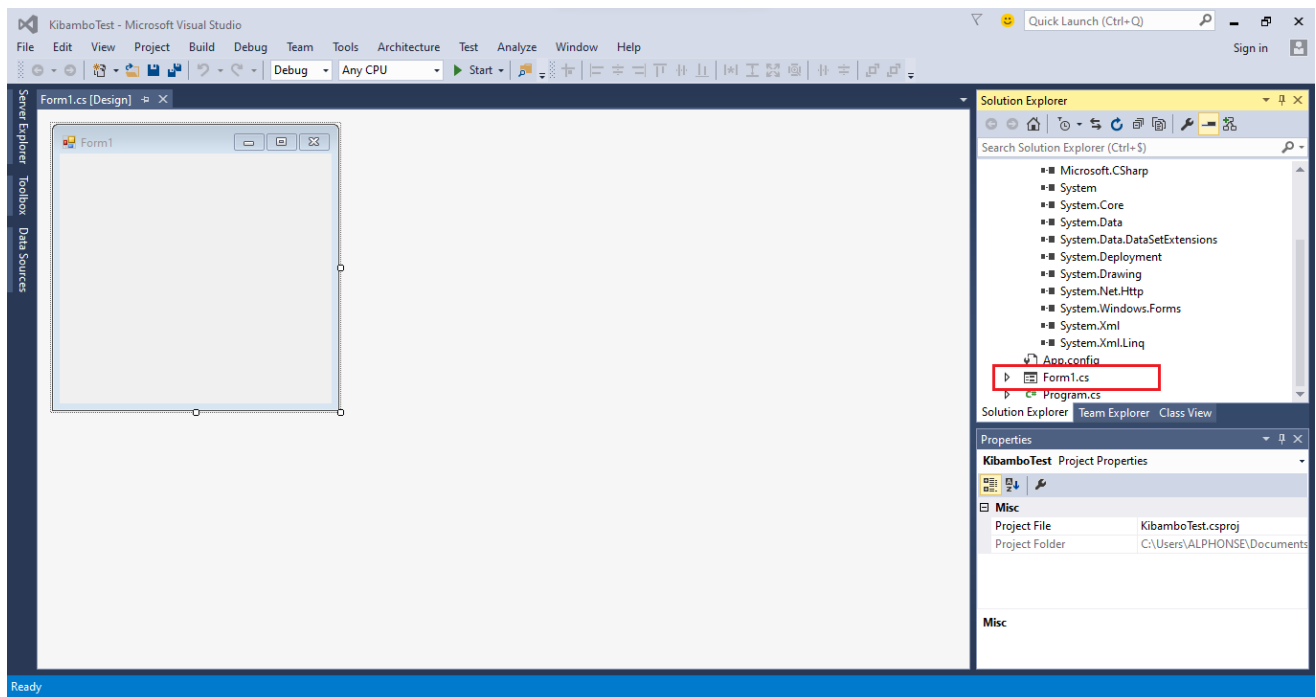 KibamboTest - Microsoft Visual Studio
Quick Launch (Ctrl+Q)
File Edit View Project Build Debug Team Tools Architecture Test Analyze Window Help
Sign in
Debug Any CPU Start
Server Explorer
Toolbox
Data Sources
Form1.cs [Design]
Form1
Solution Explorer
Search Solution Explorer (Ctrl+$)
Microsoft.CSharp
System
System.Core
System.Data
System.Data.DataSetExtensions
System.Deployment
System.Drawing
System.Net.Http
System.Windows.Forms
System.Xml
System.Xml.Linq
App.config
Form1.cs
C# Program.cs
Solution Explorer Team Explorer Class View
Properties
KibamboTest Project Properties
Misc
Project File KibamboTest.csproj
Project Folder C:\Users\ALPHONSE\Documents
Misc
Ready